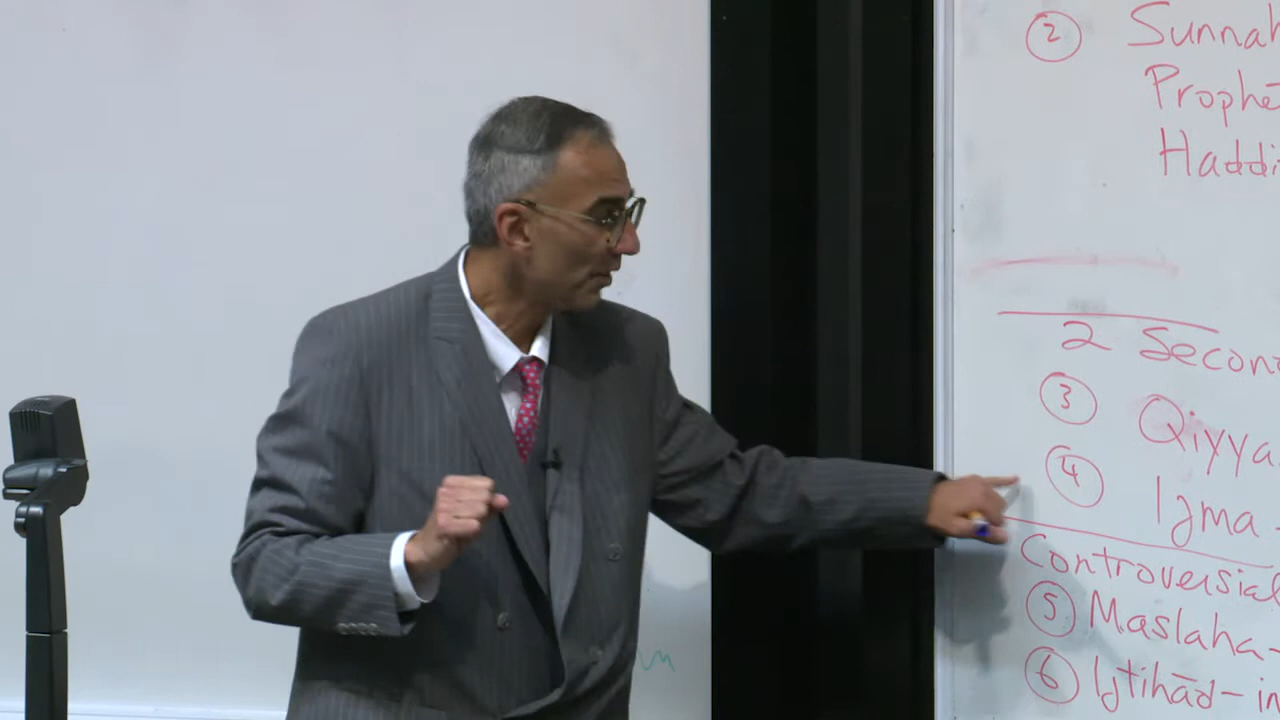 ② Sunnah
Prophe
Haddi
2 Secon
③ Qiyya
④ Ijma -
Controversial
⑤ Maslaha -
⑥ Ijtihād - in